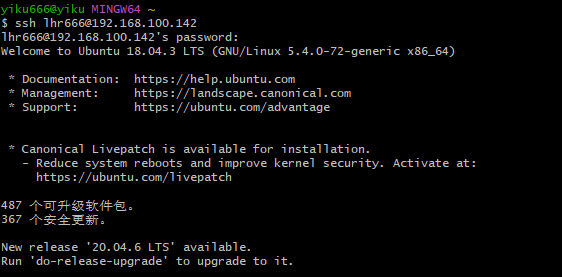 yiku666@yiku MINGW64 ~
$ ssh lhr666@192.168.100.142
lhr666@192.168.100.142's password:
Welcome to Ubuntu 18.04.3 LTS (GNU/Linux 5.4.0-72-generic x86_64)
* Documentation: https://help.ubuntu.com
* Management: https://landscape.canonical.com
* Support: https://ubuntu.com/advantage
* Canonical Livepatch is available for installation.
- Reduce system reboots and improve kernel security. Activate at:
https://ubuntu.com/livepatch
487 个可升级软件包。
367 个安全更新。
New release '20.04.6 LTS' available.
Run 'do-release-upgrade' to upgrade to it.